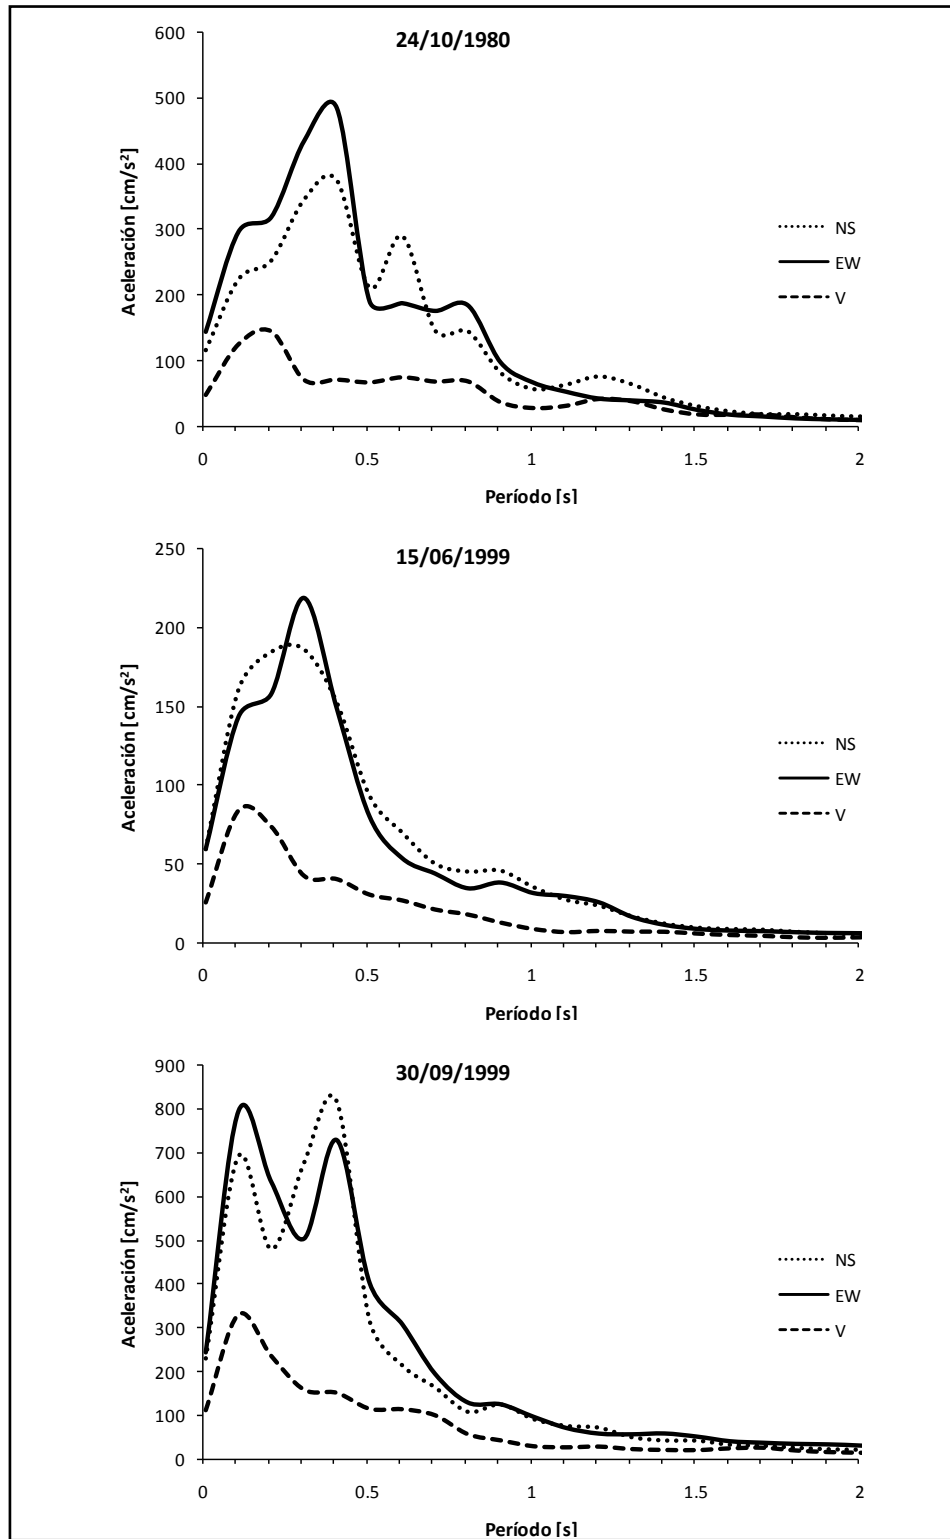 24/10/1980
600
500
400
300
200
100
0
Aceleración [cm/s²]
0 0.5 1 1.5 2
Período [s]
NS
EW
V
15/06/1999
250
200
150
100
50
0
Aceleración [cm/s²]
0 0.5 1 1.5 2
Período [s]
NS
EW
V
30/09/1999
900
800
700
600
500
400
300
200
100
0
Aceleración [cm/s²]
0 0.5 1 1.5 2
Período [s]
NS
EW
V